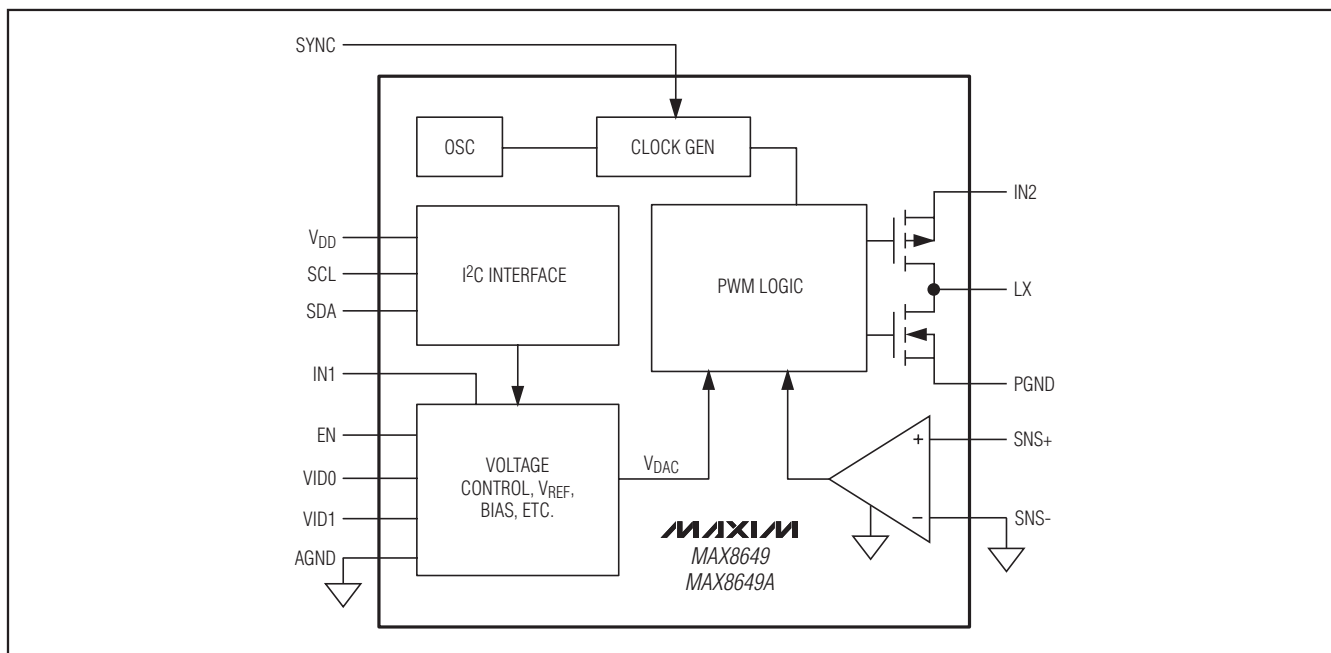 SYNC
OSC
CLOCK GEN
IN2
VDD
SCL
SDA
I2C INTERFACE
PWM LOGIC
LX
IN1
PGND
EN
VID0
VID1
AGND
VOLTAGE
CONTROL, VREF,
BIAS, ETC.
VDAC
+
SNS+
−
SNS-
MAXIM
MAX8649
MAX8649A